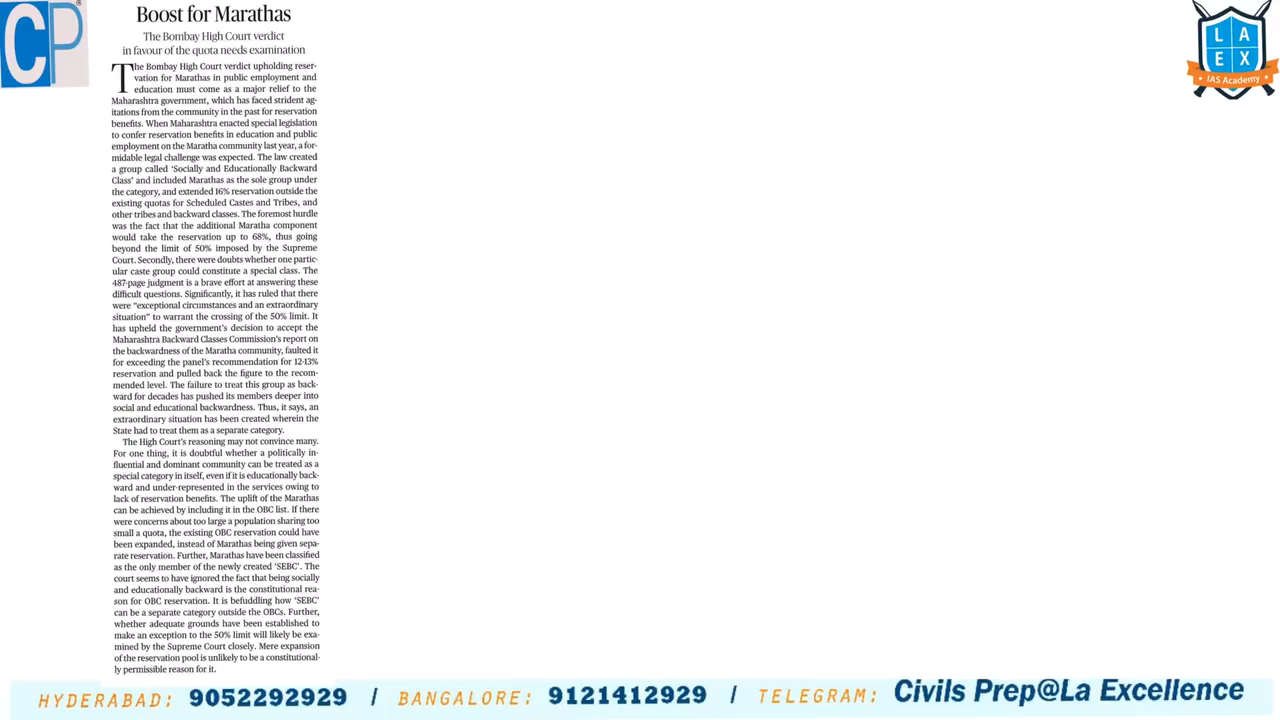 CP®
Boost for Marathas
The Bombay High Court verdict
in favour of the quota needs examination
The Bombay High Court verdict upholding reser-
vation for Marathas in public employment and
education must come as a major relief to the
Maharashtra government, which has faced strident ag-
itations from the community in the past for reservation
benefits. When Maharashtra enacted special legislation
to confer reservation benefits in education and public
employment on the Maratha community last year, a for-
midable legal challenge was expected. The law created
a group called ‘Socially and Educationally Backward
Class’ and included Marathas as the sole group under
the category, and extended 16% reservation outside the
existing quotas for Scheduled Castes and Tribes, and
other tribes and backward classes. The foremost hurdle
was the fact that the additional Maratha component
would take the reservation up to 68%, thus going
beyond the limit of 50% imposed by the Supreme
Court. Secondly, there were doubts whether one partic-
ular caste group could constitute a special class. The
487-page judgment is a brave effort at answering these
difficult questions. Significantly, it has ruled that there
were “exceptional circumstances and an extraordinary
situation” to warrant the crossing of the 50% limit. It
has upheld the government’s decision to accept the
Maharashtra Backward Classes Commission’s report on
the backwardness of the Maratha community, faulted it
for exceeding the panel’s recommendation for 12-13%
reservation and pulled back the figure to the recom-
mended level. The failure to treat this group as back-
ward for decades has pushed its members deeper into
social and educational backwardness. Thus, it says, an
extraordinary situation has been created wherein the
State had to treat them as a separate category.
The High Court’s reasoning may not convince many.
For one thing, it is doubtful whether a politically in-
fluential and dominant community can be treated as a
special category in itself, even if it is educationally back-
ward and under-represented in the services owing to
lack of reservation benefits. The uplift of the Marathas
can be achieved by including it in the OBC list. If there
were concerns about too large a population sharing too
small a quota, the existing OBC reservation could have
been expanded, instead of Marathas being given sepa-
rate reservation. Further, Marathas have been classified
as the only member of the newly created ‘SEBC’. The
court seems to have ignored the fact that being socially
and educationally backward is the constitutional rea-
son for OBC reservation. It is befuddling how ‘SEBC’
can be a separate category outside the OBCs. Further,
whether adequate grounds have been established to
make an exception to the 50% limit will likely be exa-
mined by the Supreme Court closely. Mere expansion
of the reservation pool is unlikely to be a constitutional-
ly permissible reason for it.
L A
E X
IAS Academy
HYDERABAD: 9052292929 / BANGALORE: 9121412929 / TELEGRAM: Civils Prep@La Excellence